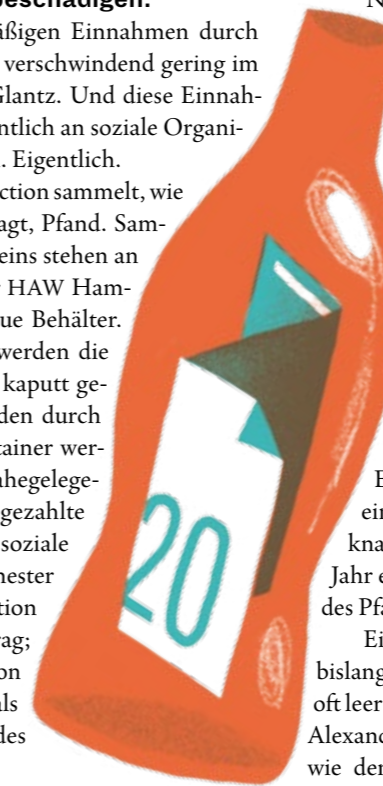 beschädigen.
äßigen Einnahmen durch
verschwindend gering im
Glantz. Und diese Einnah-
ntlich an soziale Organi-
. Eigentlich.
ction sammelt, wie
agt, Pfand. Sam-
eins stehen an
HAW Ham-
ue Behälter.
werden die
kaputt ge-
den durch
tainer wer-
ahegelege-
gezahlte
soziale
nester
tion
rag;
on
als
des
20
N
E
ein
kna
Jahr e
des Pfa
Ei
bislang
oft leer
Alexand
wie der